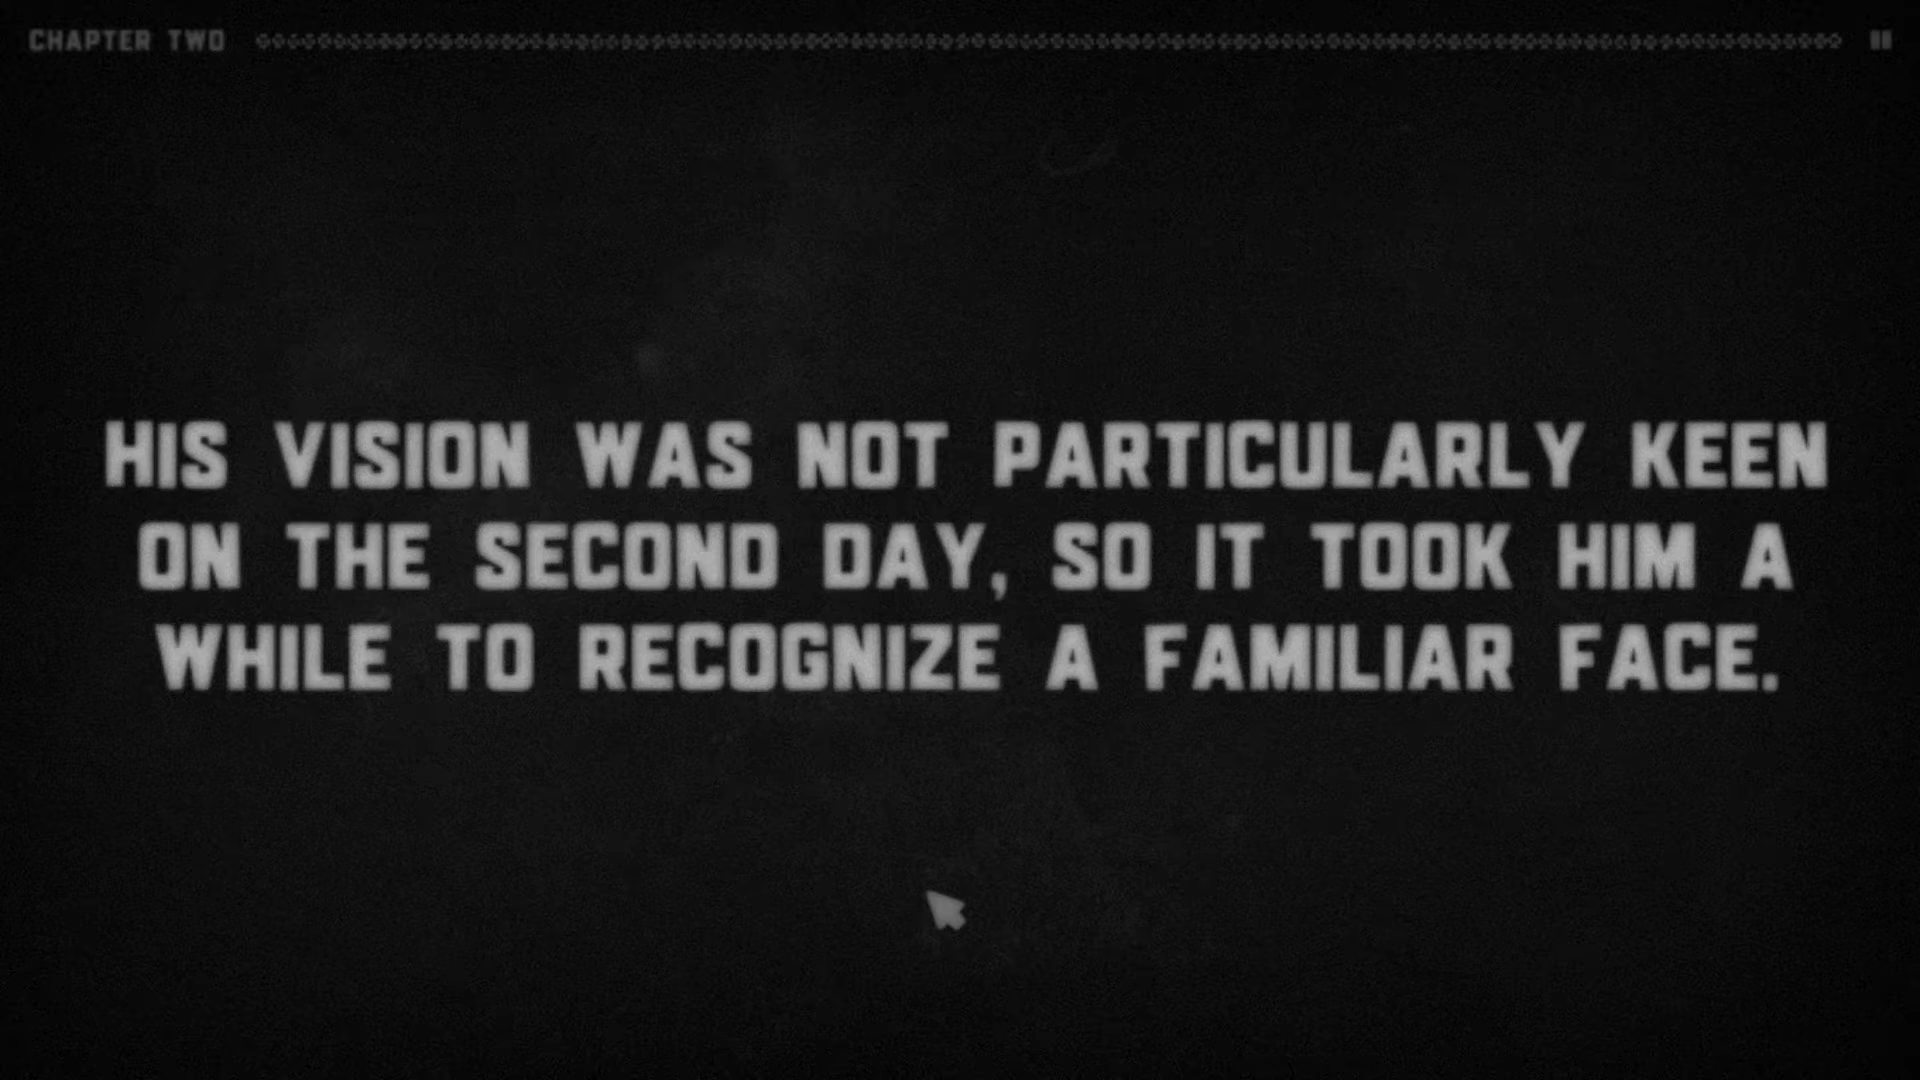 CHAPTER TWO
HIS VISION WAS NOT PARTICULARLY KEEN
ON THE SECOND DAY, SO IT TOOK HIM A
WHILE TO RECOGNIZE A FAMILIAR FACE.